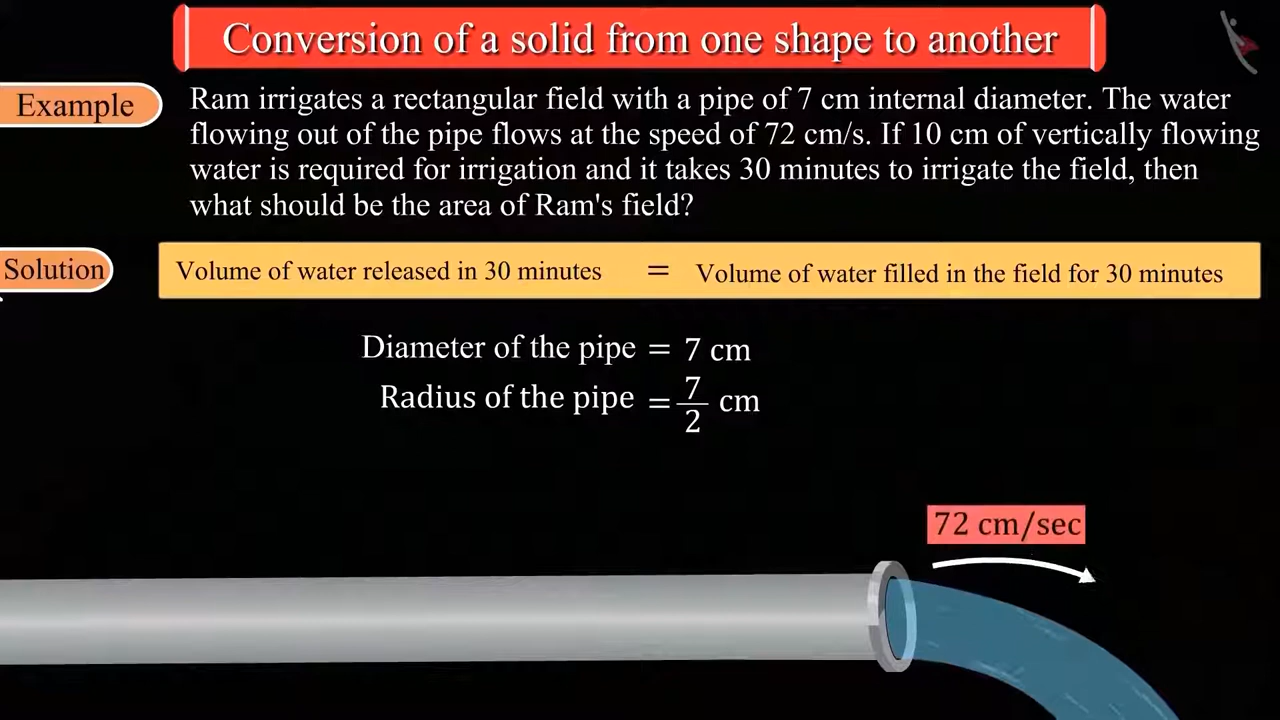 Conversion of a solid from one shape to another
Example
Ram irrigates a rectangular field with a pipe of 7 cm internal diameter. The water
flowing out of the pipe flows at the speed of 72 cm/s. If 10 cm of vertically flowing
water is required for irrigation and it takes 30 minutes to irrigate the field, then
what should be the area of Ram's field?
Solution
Volume of water released in 30 minutes = Volume of water filled in the field for 30 minutes
Diameter of the pipe = 7 cm
Radius of the pipe = 7/2 cm
72 cm/sec